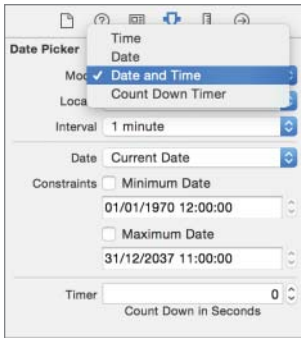 Time
Date Picker
Date
Mod ✓ Date and Time
Loca
Count Down Timer
Interval 1 minute
Date Current Date
Constraints Minimum Date
01/01/1970 12:00:00
Maximum Date
31/12/2037 11:00:00
Timer 0
Count Down in Seconds